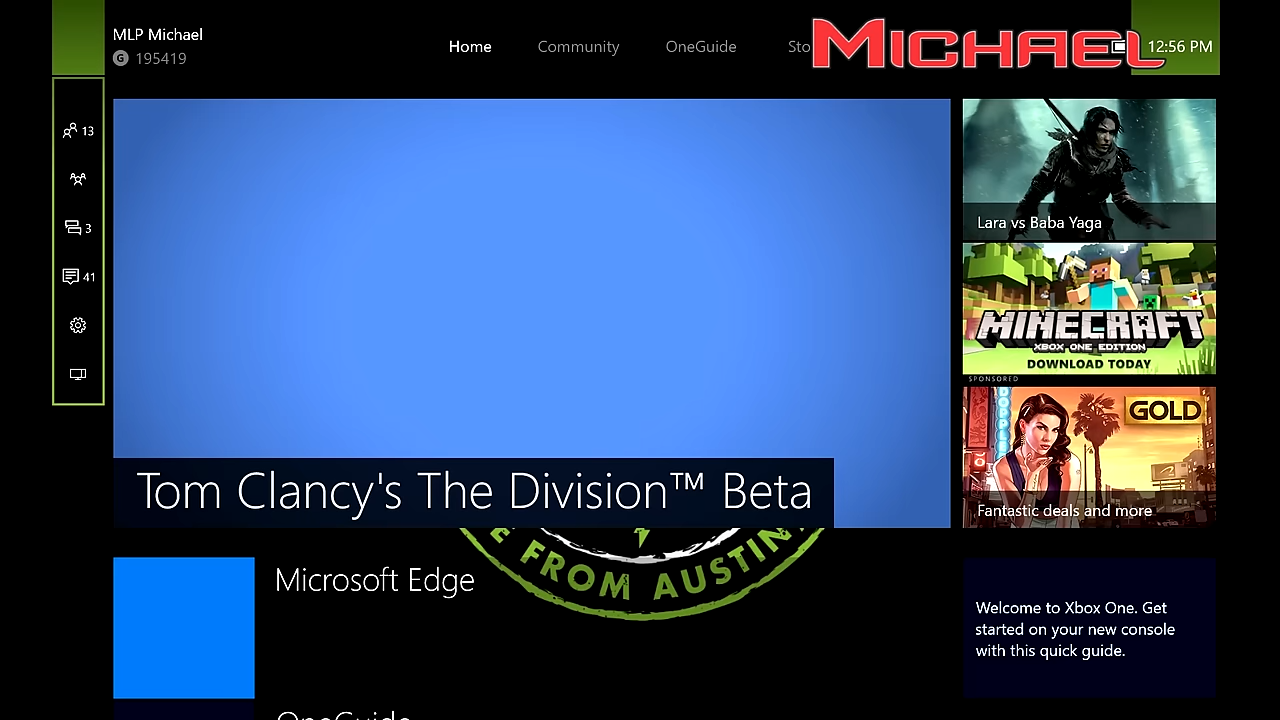 MLP Michael
G 195419
Home
Community
OneGuide
Sto
MICHAEL
12:56 PM
13
3
41
Lara vs Baba Yaga
MINECRAFT
XBOX ONE EDITION
DOWNLOAD TODAY
SPONSORED
GOLD
Fantastic deals and more
Tom Clancy's The Division™ Beta
E FROM AUSTIN
Microsoft Edge
Welcome to Xbox One. Get
started on your new console
with this quick guide.
OneGuide